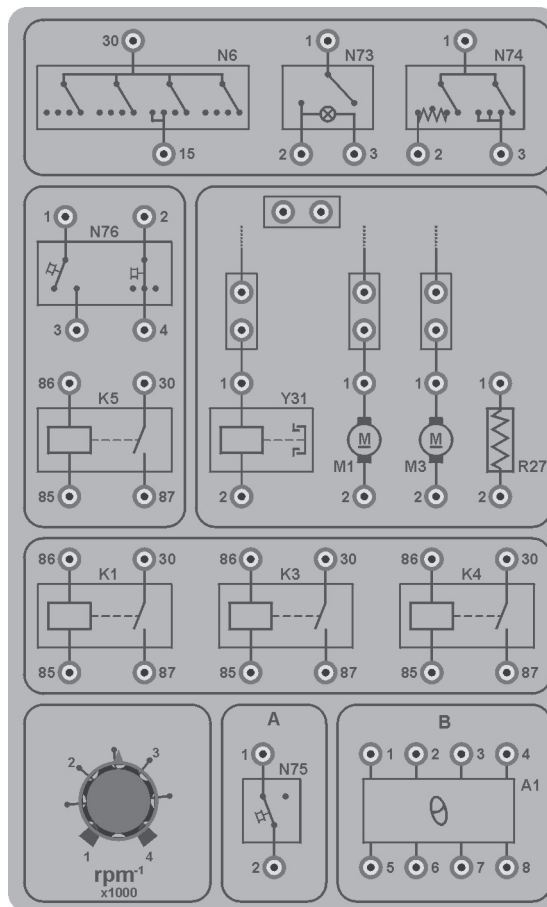 30 N6 1 N73 1 N74
15 2 3 2 3
1 2
N76
3 4
86 30
K5
85 87
1 Y31 1 1 1
M M
M1 M3 R27
2 2 2 2
86 30 86 30 86 30
K1 K3 K4
85 87 85 87 85 87
2 3
1 4
rpm-1
x1000
A
1 N75
2
B
1 2 3 4
A1
5 6 7 8